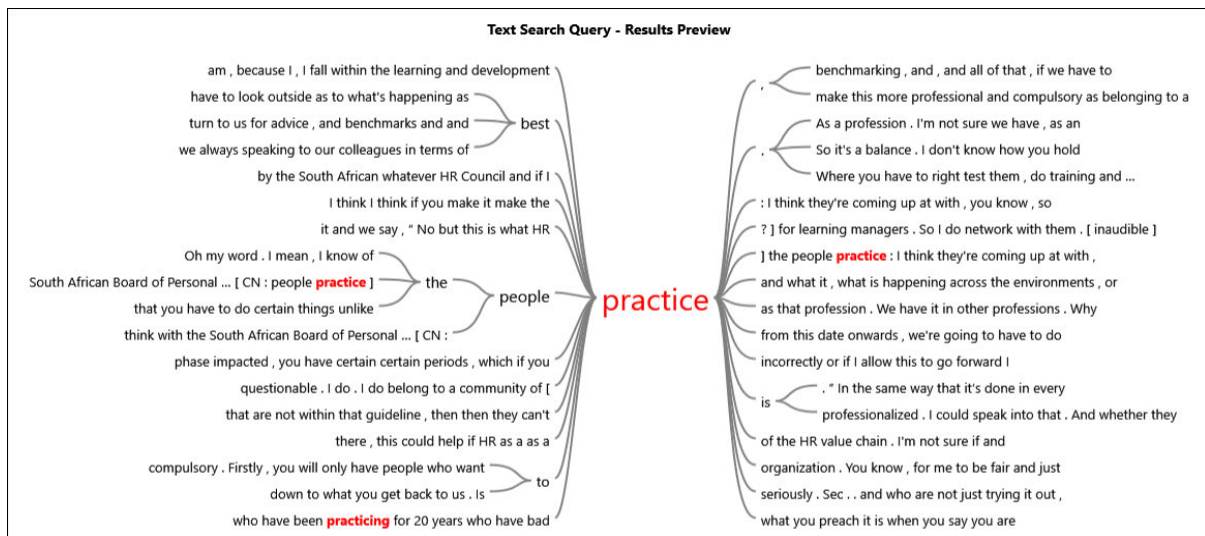 Text Search Query - Results Preview
am , because I , I fall within the learning and development
have to look outside as to what's happening as
turn to us for advice , and benchmarks and and
we always speaking to our colleagues in terms of
best
by the South African whatever HR Council and if I
I think I think if you make it make the
it and we say , " No but this is what HR
Oh my word . I mean , I know of
South African Board of Personal ... [ CN : people practice ]
that you have to do certain things unlike
the
think with the South African Board of Personal ... [ CN :
people
phase impacted , you have certain certain periods , which if you
questionable . I do . I do belong to a community of [
that are not within that guideline , then then they can't
there , this could help if HR as a as a
compulsory . Firstly , you will only have people who want
down to what you get back to us . Is
to
who have been practicing for 20 years who have bad
practice
,
benchmarking , and , and all of that , if we have to
make this more professional and compulsory as belonging to a
.
As a profession . I'm not sure we have , as an
So it's a balance . I don't know how you hold
Where you have to right test them , do training and ...
: I think they're coming up at with , you know , so
? ] for learning managers . So I do network with them . [ inaudible ]
] the people practice : I think they're coming up at with ,
and what it , what is happening across the environments , or
as that profession . We have it in other professions . Why
from this date onwards , we're going to have to do
incorrectly or if I allow this to go forward I
is
. " In the same way that it's done in every
professionalized . I could speak into that . And whether they
of the HR value chain . I'm not sure if and
organization . You know , for me to be fair and just
seriously . Sec . . and who are not just trying it out ,
what you preach it is when you say you are